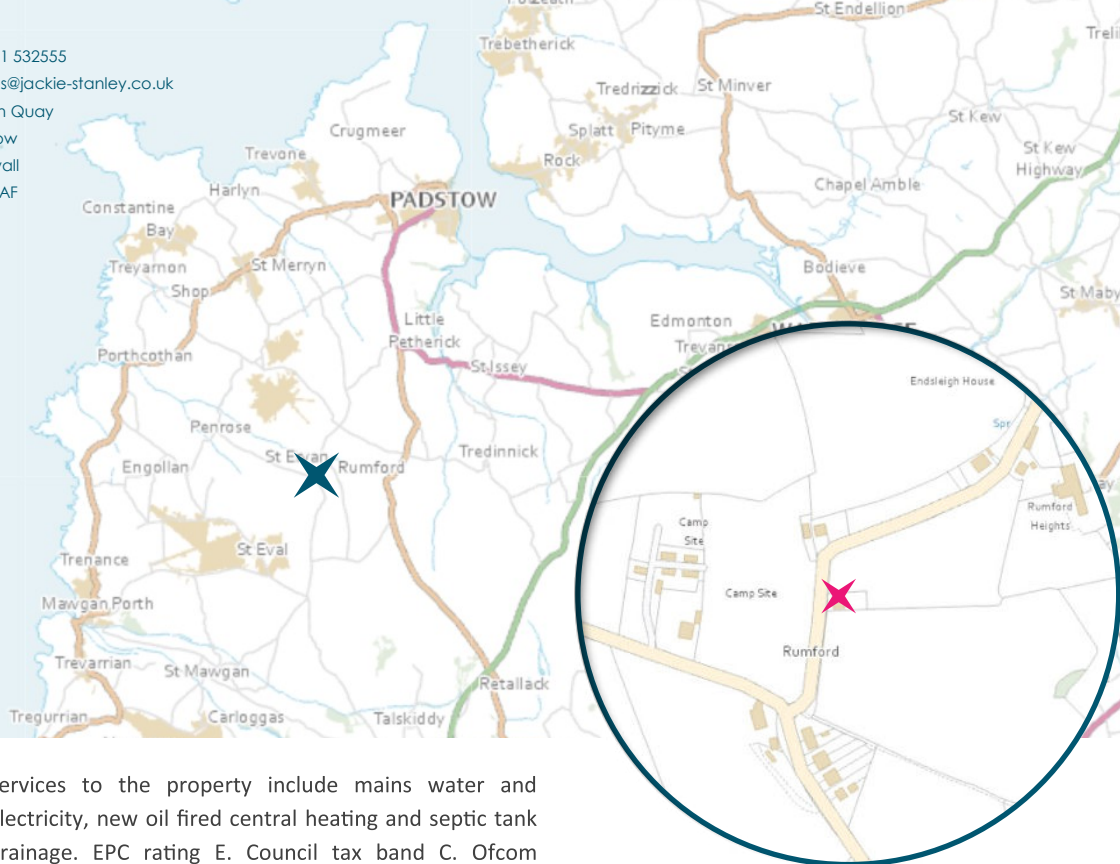 Polzeath
St Endellion
1 532555
Trebetherick
s@jackie-stanley.co.uk
Tredrizzick
St Minver
Quay
St Kew
Crugmeer
Splatt
Pityme
St Kew
Highway
Trevone
Rock
Harlyn
Chapel Amble
AF
PADSTOW
Constantine
Bay
Treyarnon
St Merryn
Bodieve
Shop
St Maby
Little
Petherick
Edmonton
Porthcothan
St Issey
Endsleigh House
Penrose
Spr
St Ervan
Rumford
Tredinnick
Engollan
Rumford
Heights
Camp
Site
St Eval
Trenance
Camp Site
Mawgan Porth
Rumford
Trevarrian
St Mawgan
Retallack
Tregurrian
Carloggas
Talskiddy
ervices to the property include mains water and
lectricity, new oil fired central heating and septic tank
rainage. EPC rating E. Council tax band C. Ofcom